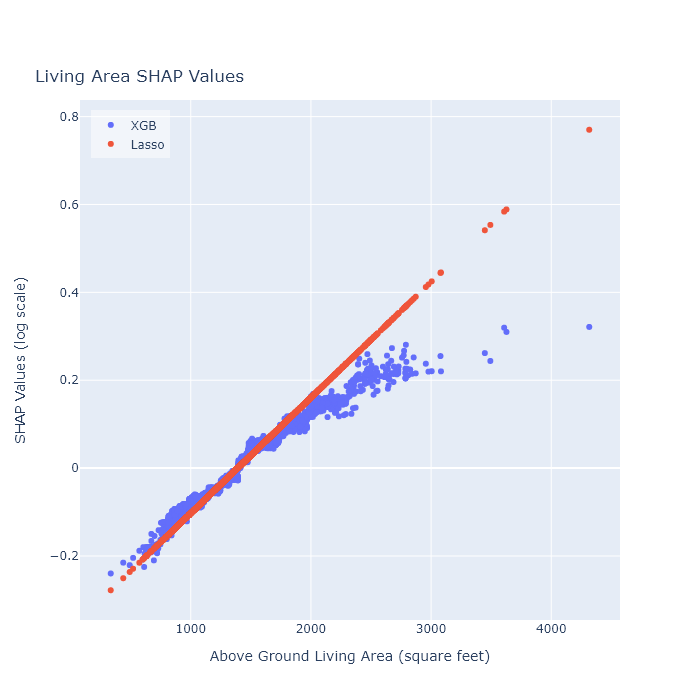 Living Area SHAP Values
XGB
Lasso
0.8
0.6
0.4
0.2
0
−0.2
1000 2000 3000 4000
SHAP Values (log scale)
Above Ground Living Area (square feet)